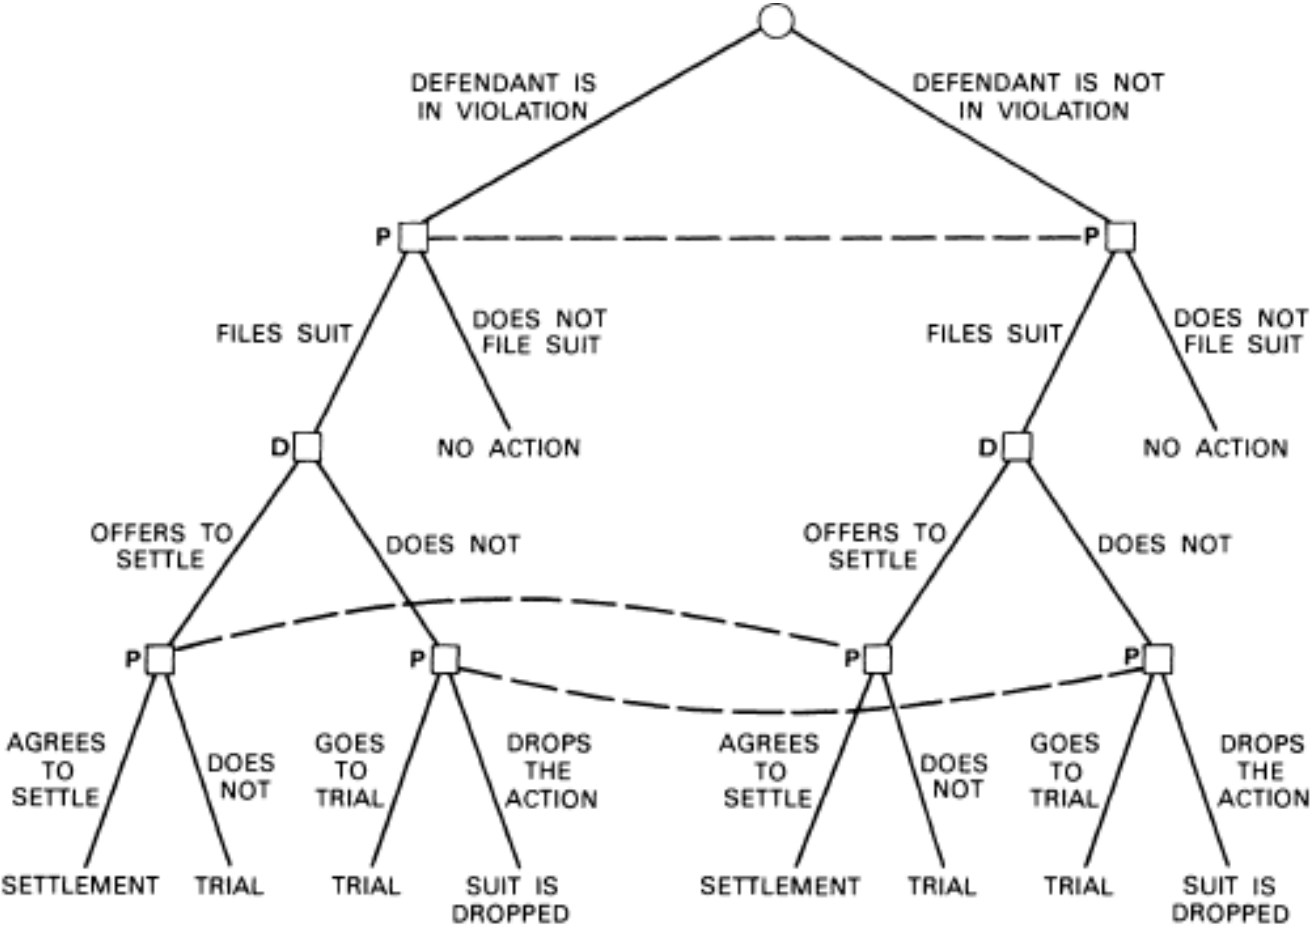 DEFENDANT IS
IN VIOLATION
DEFENDANT IS NOT
IN VIOLATION
P
P
FILES SUIT
DOES NOT
FILE SUIT
FILES SUIT
DOES NOT
FILE SUIT
D
NO ACTION
D
NO ACTION
OFFERS TO
SETTLE
DOES NOT
OFFERS TO
SETTLE
DOES NOT
P
P
P
P
AGREES
TO
SETTLE
DOES
NOT
GOES
TO
TRIAL
DROPS
THE
ACTION
AGREES
TO
SETTLE
DOES
NOT
GOES
TO
TRIAL
DROPS
THE
ACTION
SETTLEMENT
TRIAL
TRIAL
SUIT IS
DROPPED
SETTLEMENT
TRIAL
TRIAL
SUIT IS
DROPPED